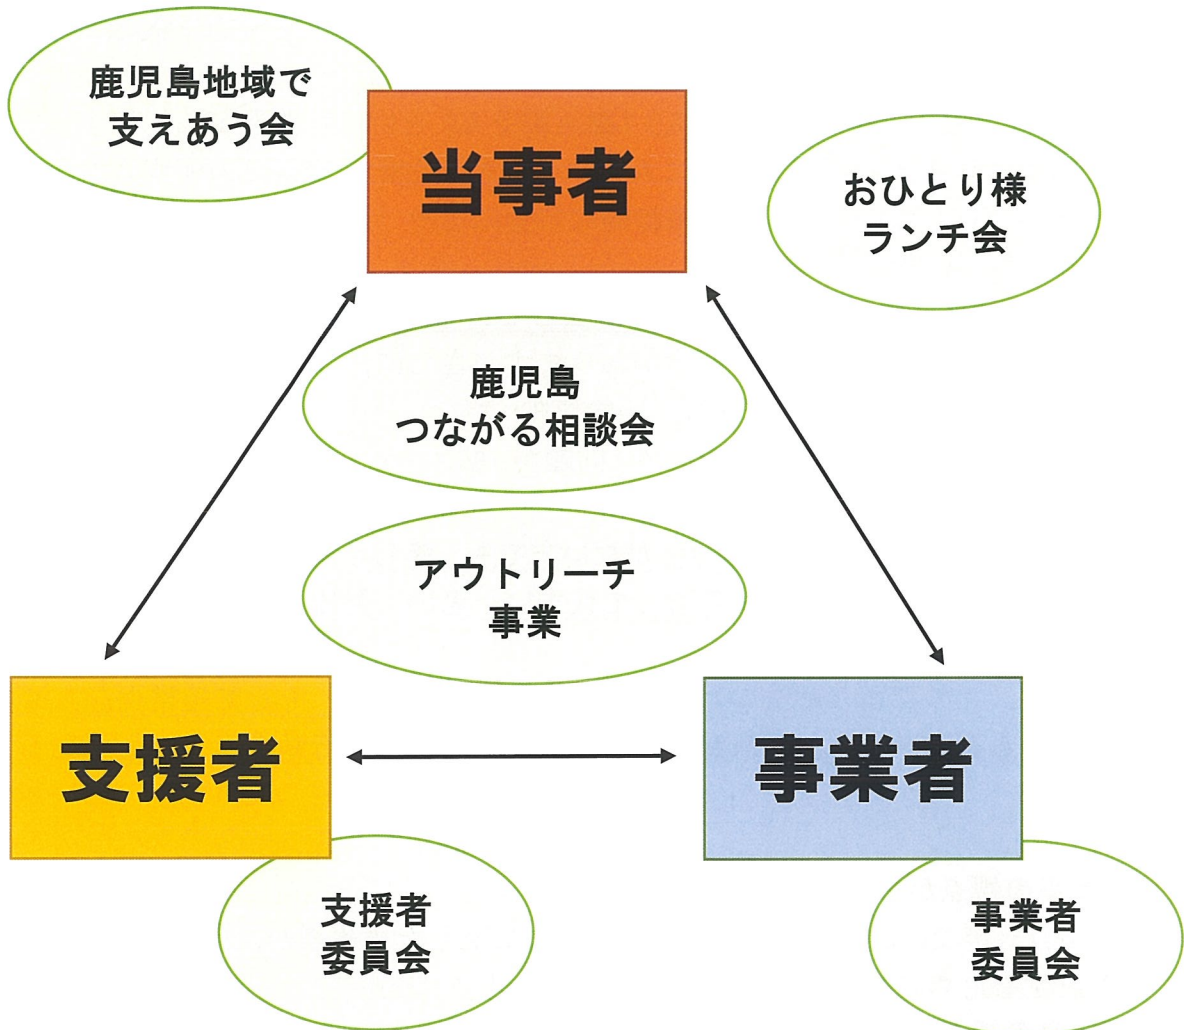 鹿児島地域で
支えあう会
当事者
おひとり様
ランチ会
鹿児島
つながる相談会
アウトリーチ
事業
支援者
事業者
支援者
委員会
事業者
委員会